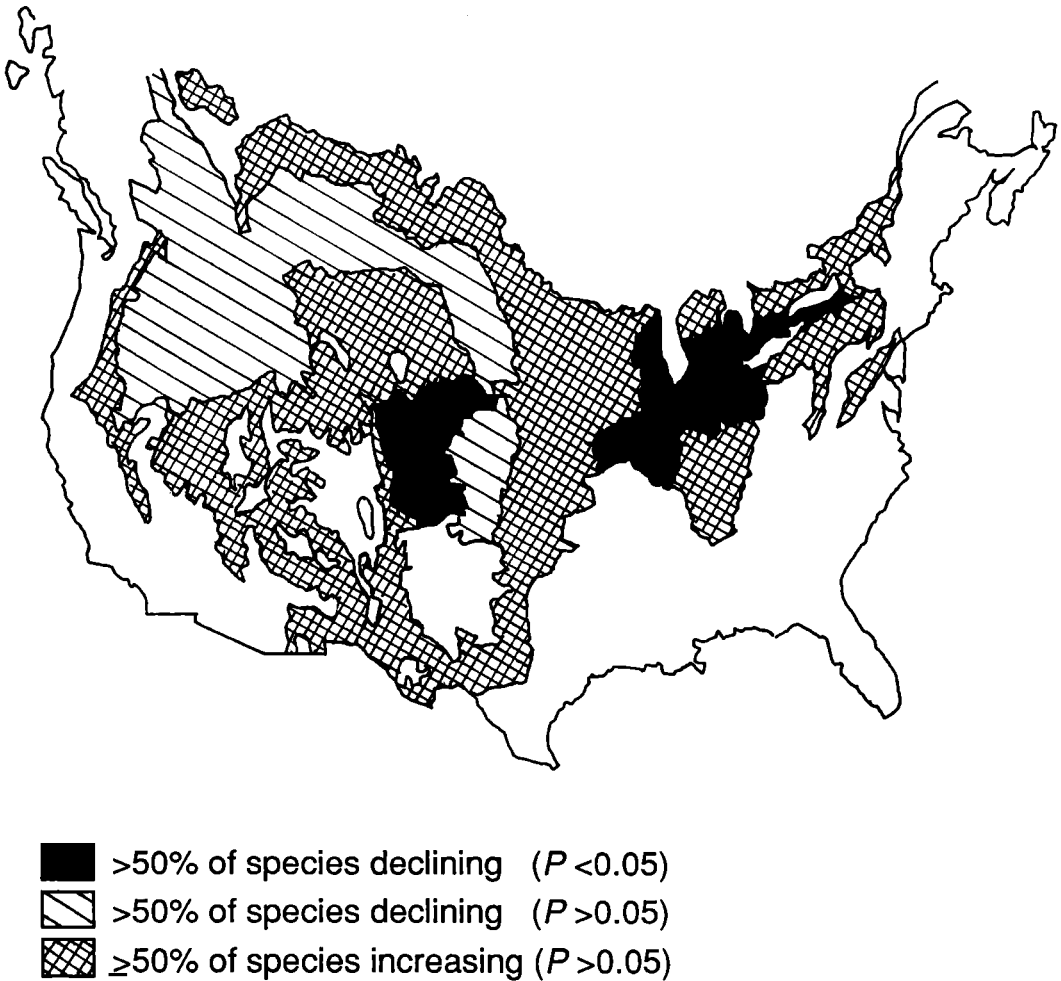 >50% of species declining (P <0.05)
>50% of species declining (P >0.05)
≥50% of species increasing (P >0.05)